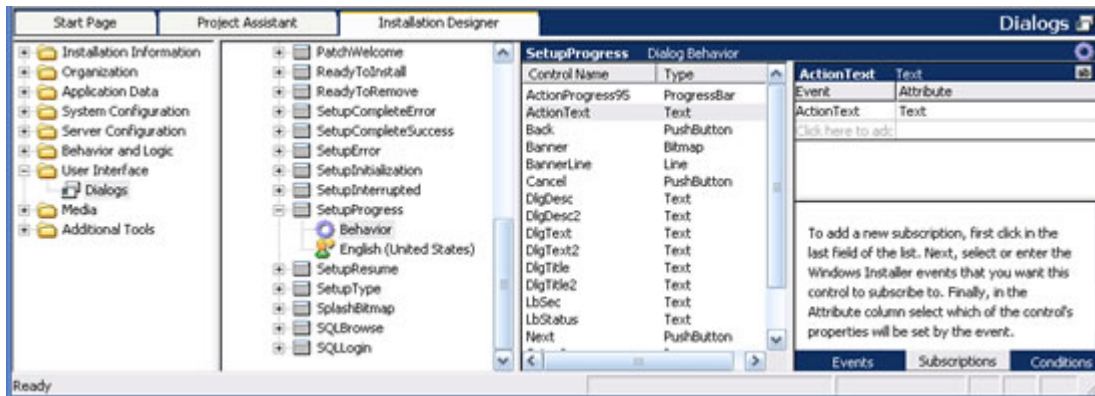 Start Page
Project Assistant
Installation Designer
Dialogs
Installation Information
Organization
Application Data
System Configuration
Server Configuration
Behavior and Logic
User Interface
Dialogs
Media
Additional Tools
PatchWelcome
ReadyToInstall
ReadyToRemove
SetupCompleteError
SetupCompleteSuccess
SetupError
SetupInitialization
SetupInterrupted
SetupProgress
Behavior
English (United States)
SetupResume
SetupType
SplashBitmap
SQLBrowse
SQLLogin
SetupProgress Dialog Behavior
Control Name Type
ActionProgress95 ProgressBar
ActionText Text
Back PushButton
Banner Bitmap
BannerLine Line
Cancel PushButton
DlgDesc Text
DlgDesc2 Text
DlgText Text
DlgText2 Text
DlgTitle Text
DlgTitle2 Text
LbSec Text
LbStatus Text
Next PushButton
ActionText Text
Event Attribute
ActionText Text
Click here to adc
To add a new subscription, first click in the
last field of the list. Next, select or enter the
Windows Installer events that you want this
control to subscribe to. Finally, in the
Attribute column select which of the control's
properties will be set by the event.
Events Subscriptions Conditions
Ready